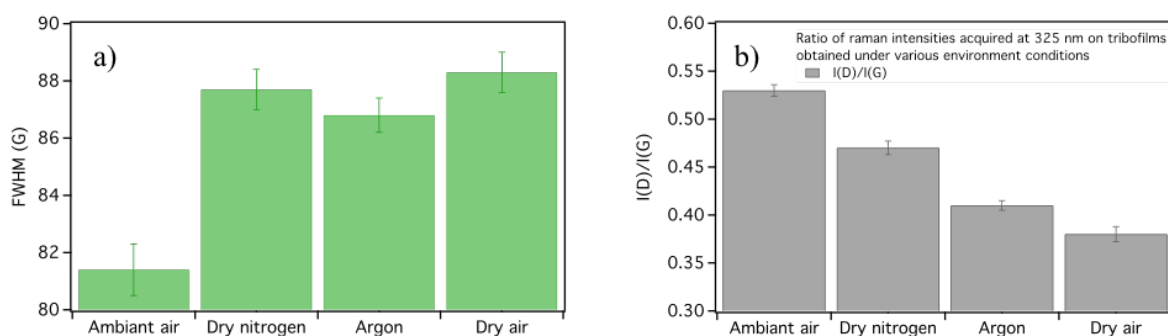 90
88
86
84
82
80
FWHM (G)
a)
Ambiant air
Dry nitrogen
Argon
Dry air
0.60
0.55
0.50
0.45
0.40
0.35
0.30
I(D)/I(G)
b)
Ratio of raman intensities acquired at 325 nm on tribofilms
obtained under various environment conditions
I(D)/I(G)
Ambiant air
Dry nitrogen
Argon
Dry air